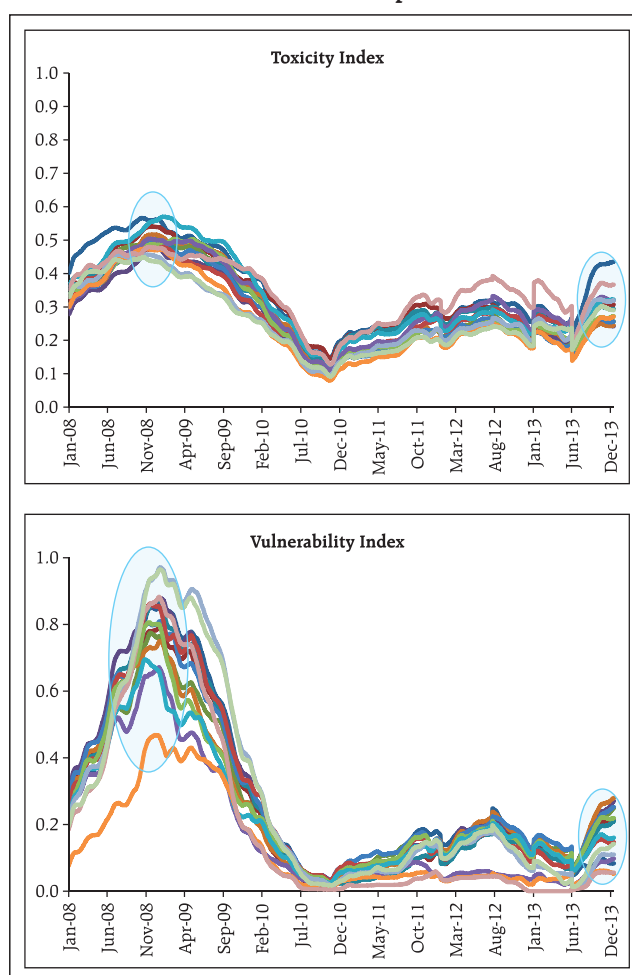 Toxicity Index
1.0
0.9
0.8
0.7
0.6
0.5
0.4
0.3
0.2
0.1
0.0
Jan-08
Jun-08
Nov-08
Apr-09
Sep-09
Feb-10
Jul-10
Dec-10
May-11
Oct-11
Mar-12
Aug-12
Jan-13
Jun-13
Dec-13
Vulnerability Index
1.0
0.8
0.6
0.4
0.2
0.0
Jan-08
Jun-08
Nov-08
Apr-09
Sep-09
Feb-10
Jul-10
Dec-10
May-11
Oct-11
Mar-12
Aug-12
Jan-13
Jun-13
Dec-13